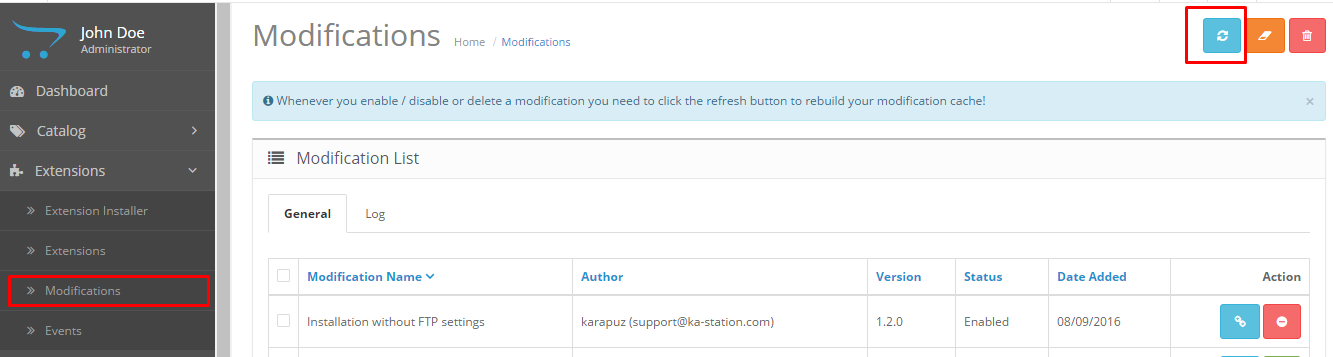 John Doe
Administrator
Dashboard
Catalog
Extensions
Extension Installer
Extensions
Modifications
Events
Modifications Home / Modifications
Whenever you enable / disable or delete a modification you need to click the refresh button to rebuild your modification cache! ×
Modification List
General Log
Modification Name Author Version Status Date Added Action
Installation without FTP settings karapuz (support@ka-station.com) 1.2.0 Enabled 08/09/2016